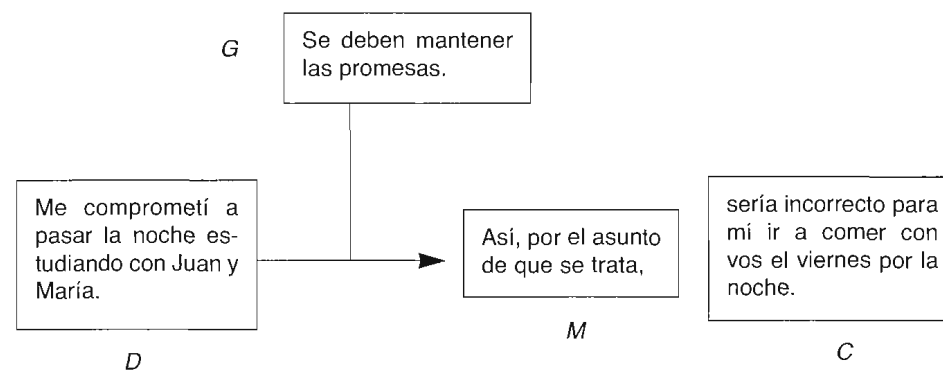 G
Se deben mantener
las promesas.
Me comprometí a
pasar la noche es-
tudiando con Juan y
María.
D
Así, por el asunto
de que se trata,
M
sería incorrecto para
mí ir a comer con
vos el viernes por la
noche.
C